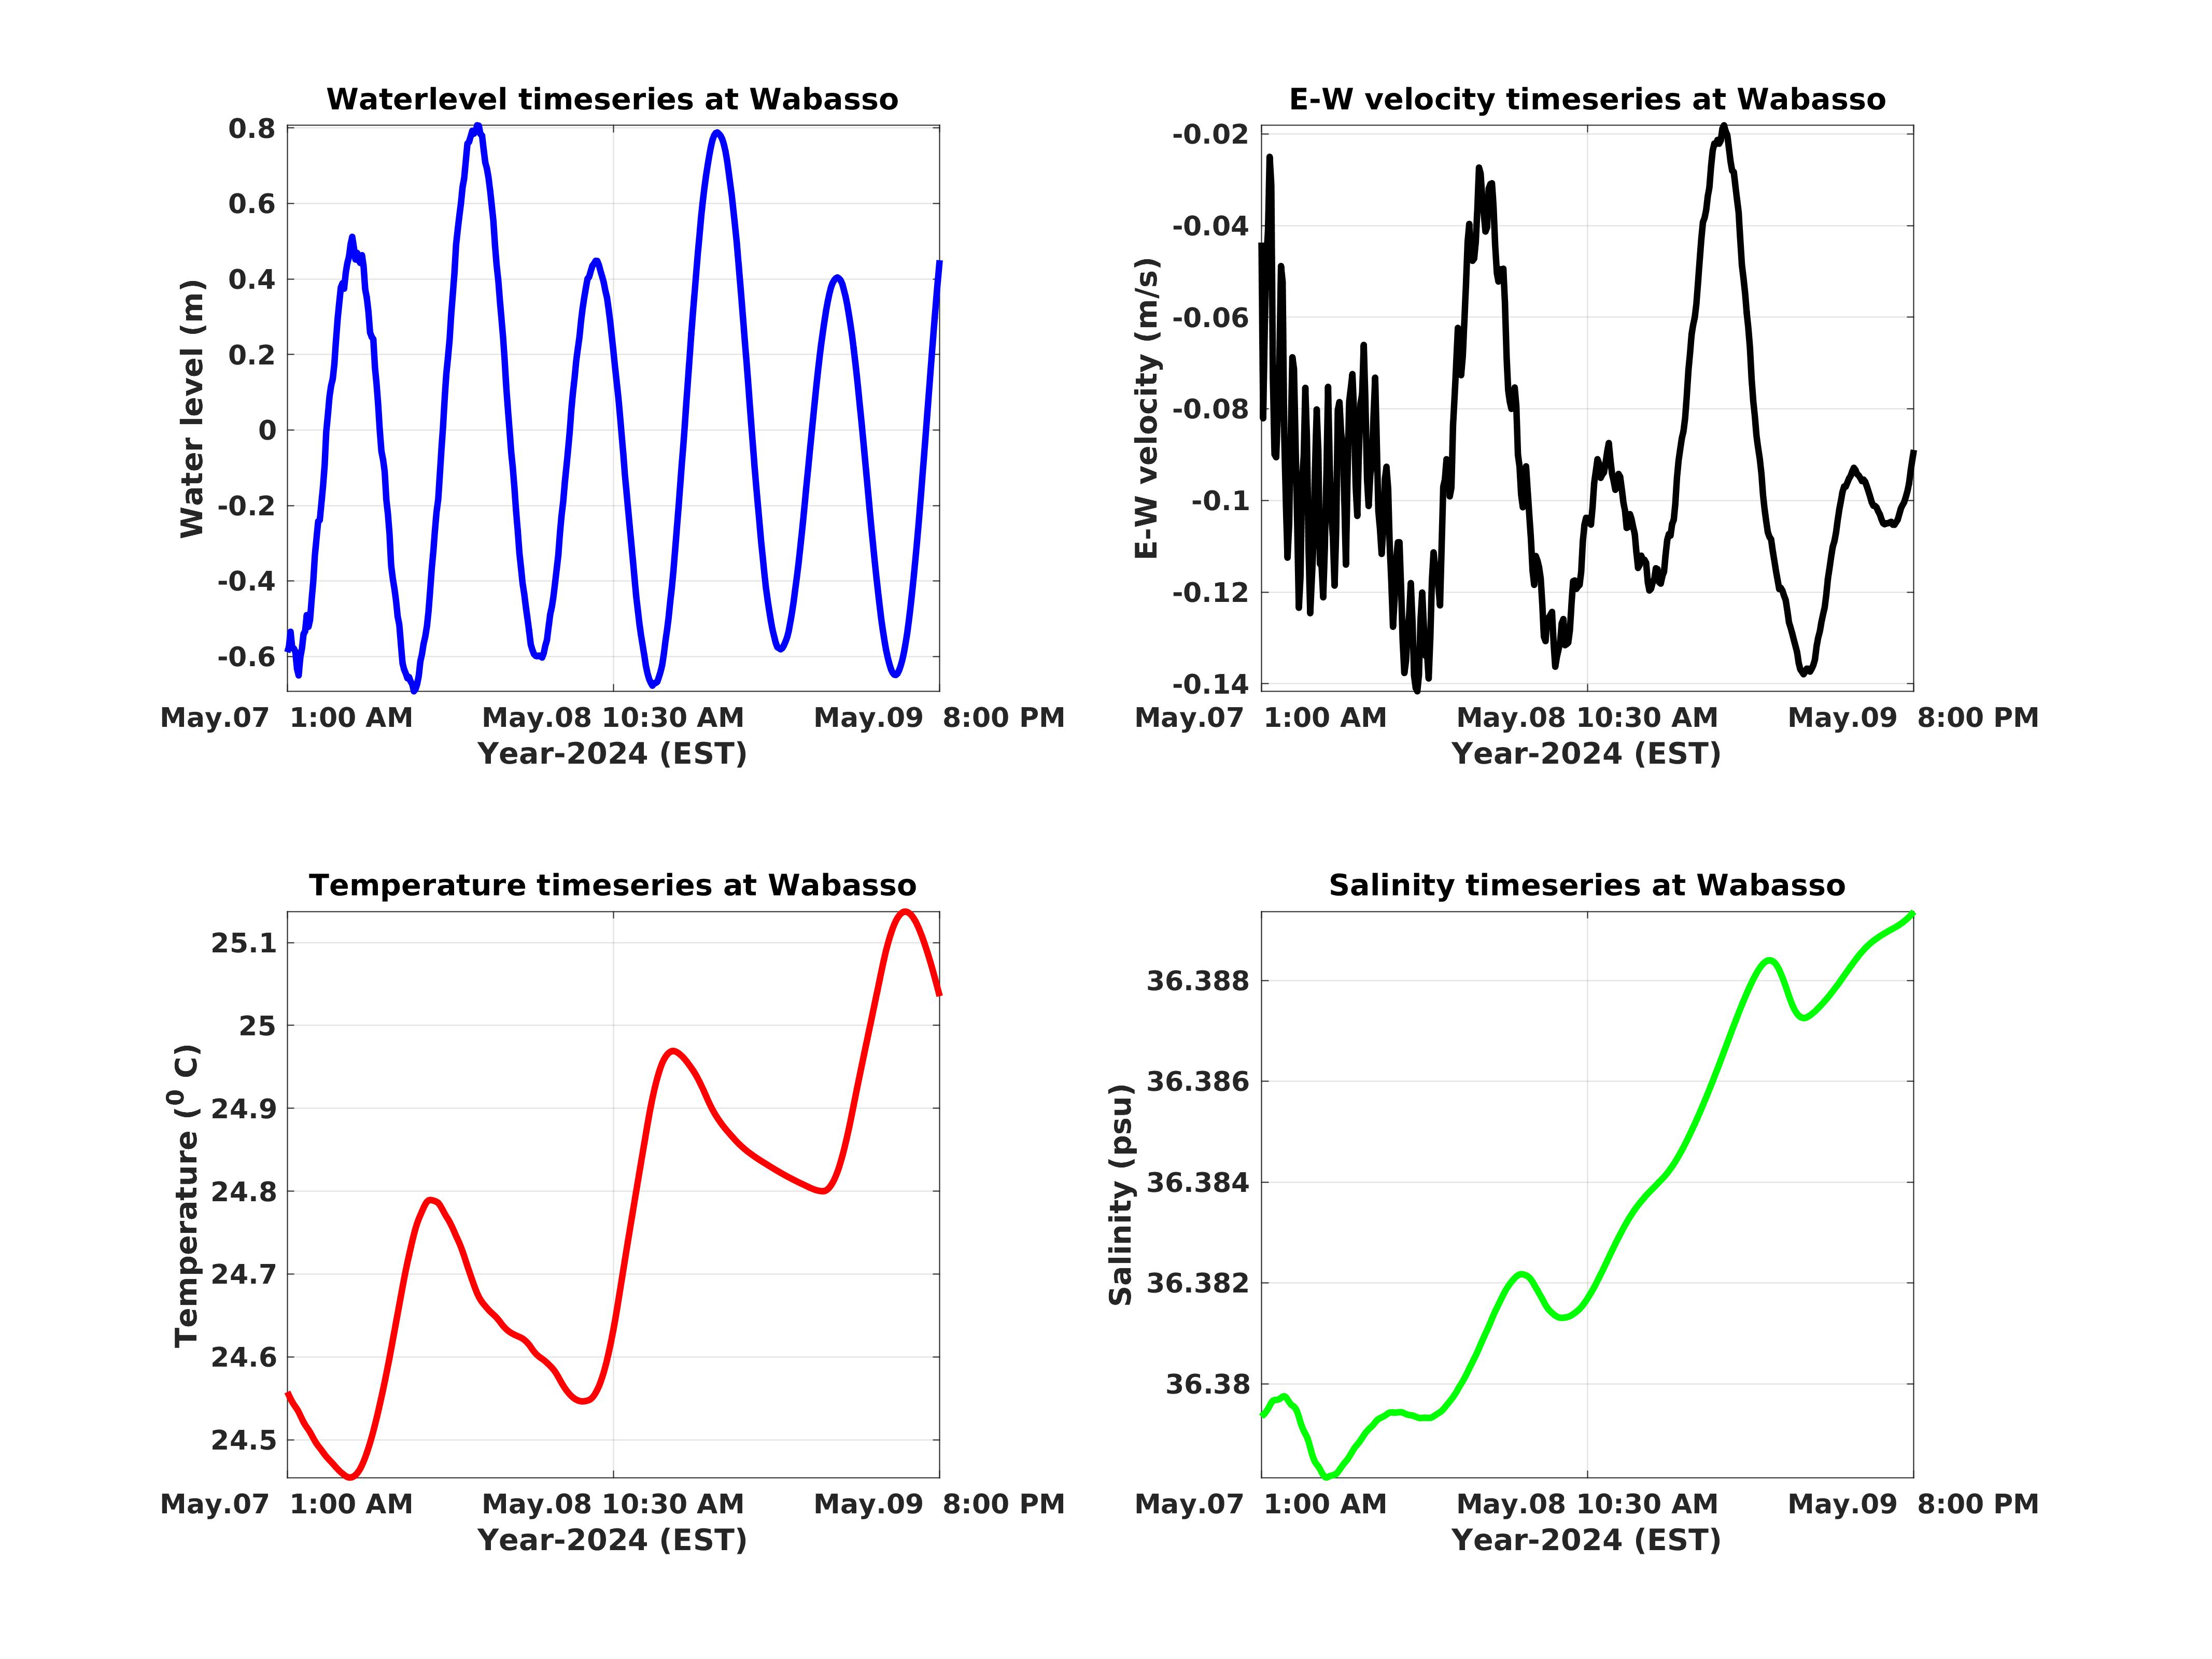 Waterlevel timeseries at Wabasso
0.8
0.6
0.4
0.2
0
-0.2
-0.4
-0.6
Water level (m)
May.07 1:00 AM May.08 10:30 AM May.09 8:00 PM
Year-2024 (EST)
E-W velocity timeseries at Wabasso
-0.02
-0.04
-0.06
-0.08
-0.1
-0.12
-0.14
E-W velocity (m/s)
May.07 1:00 AM May.08 10:30 AM May.09 8:00 PM
Year-2024 (EST)
Temperature timeseries at Wabasso
25.1
25
24.9
24.8
24.7
24.6
24.5
Temperature (⁰ C)
May.07 1:00 AM May.08 10:30 AM May.09 8:00 PM
Year-2024 (EST)
Salinity timeseries at Wabasso
36.388
36.386
36.384
36.382
36.38
Salinity (psu)
May.07 1:00 AM May.08 10:30 AM May.09 8:00 PM
Year-2024 (EST)